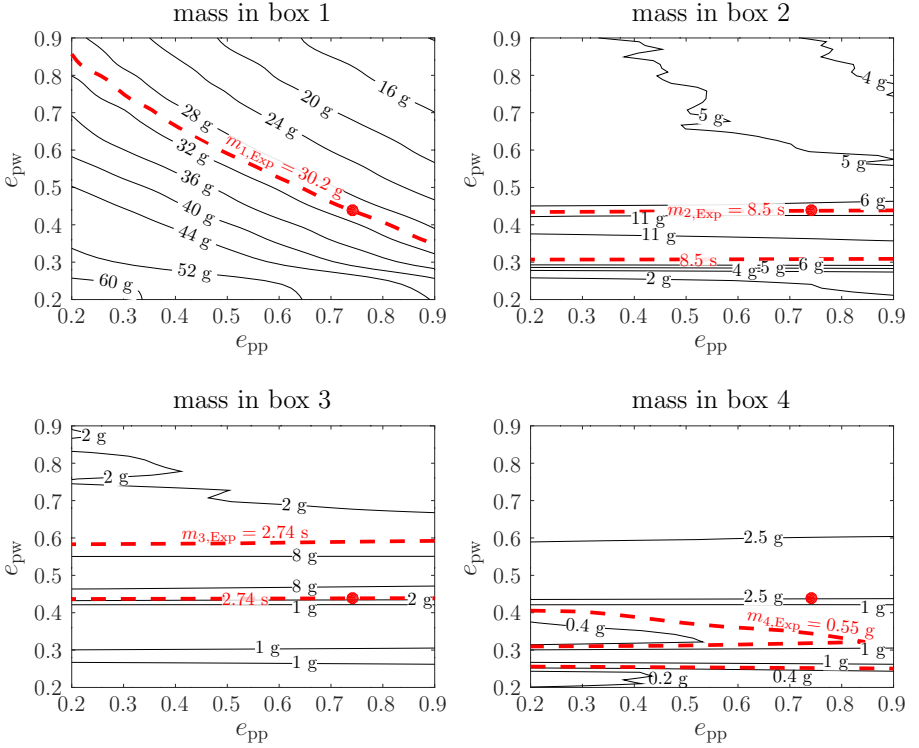 mass in box 1
mass in box 2
0.9
0.8
0.7
0.6
0.5
0.4
0.3
0.2
e_pw
16 g
20 g
24 g
28 g
m_1,Exp = 30.2 g
32 g
36 g
40 g
44 g
52 g
60 g
0.2 0.3 0.4 0.5 0.6 0.7 0.8 0.9
e_pp
0.9
0.8
0.7
0.6
0.5
0.4
0.3
0.2
e_pw
4 g
5 g
5 g
6 g
m_2,Exp = 8.5 s
11 g
11 g
8.5 s
4 g 5 g 6 g
2 g
0.2 0.3 0.4 0.5 0.6 0.7 0.8 0.9
e_pp
mass in box 3
mass in box 4
0.9
0.8
0.7
0.6
0.5
0.4
0.3
0.2
e_pw
2 g
2 g
2 g
m_3,Exp = 2.74 s
8 g
8 g
2.74 s
2 g
1 g
1 g
1 g
0.2 0.3 0.4 0.5 0.6 0.7 0.8 0.9
e_pp
0.9
0.8
0.7
0.6
0.5
0.4
0.3
0.2
e_pw
2.5 g
2.5 g
1 g
m_4,Exp = 0.55 g
0.4 g
1 g
1 g
0.4 g
0.2 g
0.2 0.3 0.4 0.5 0.6 0.7 0.8 0.9
e_pp